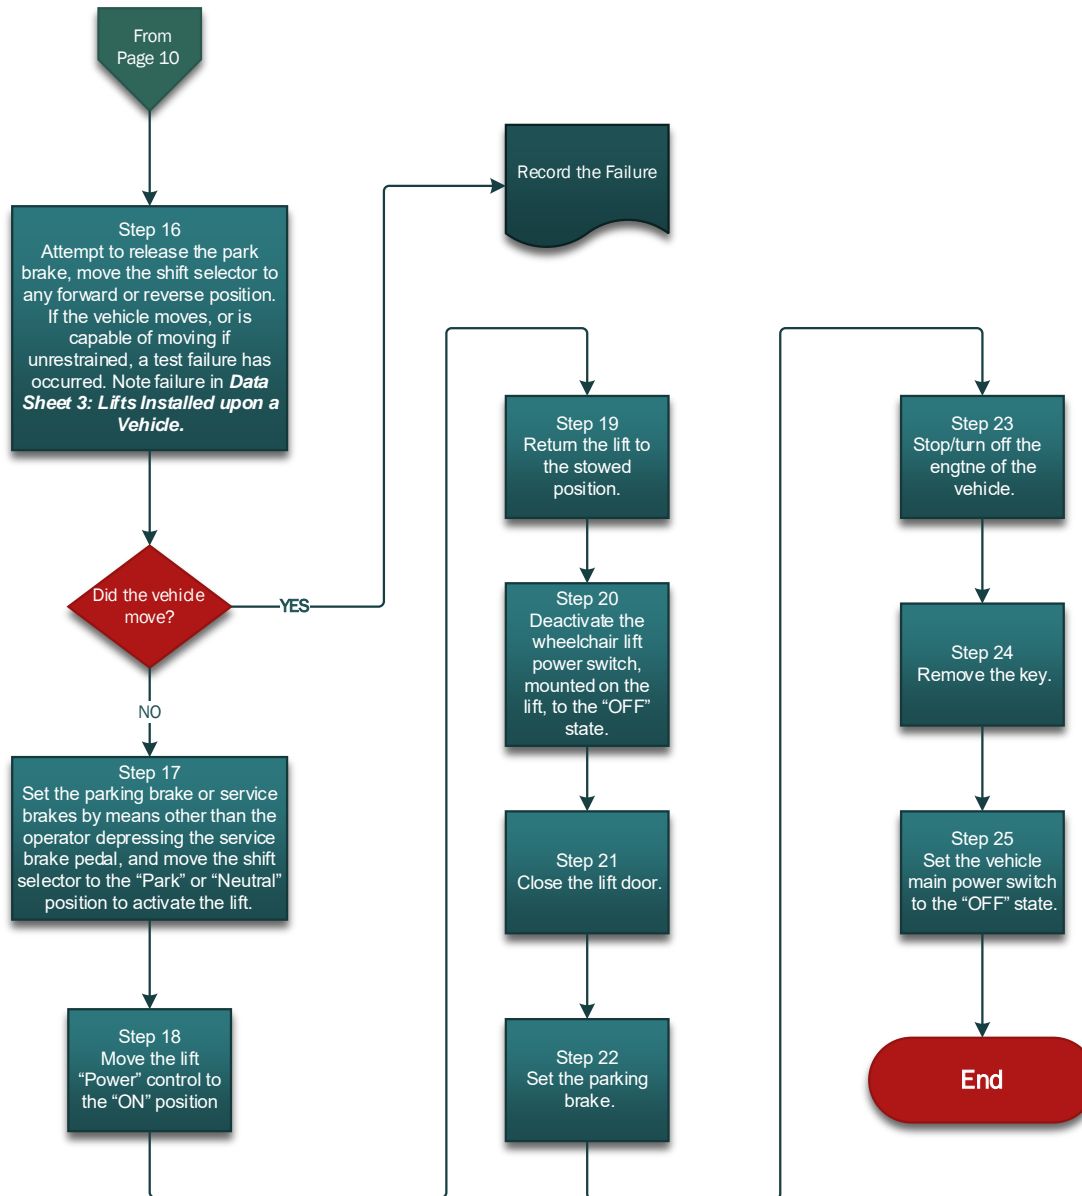 From
Page 10
Step 16
Attempt to release the park
brake, move the shift selector to
any forward or reverse position.
If the vehicle moves, or is
capable of moving if
unrestrained, a test failure has
occurred. Note failure in Data
Sheet 3: Lifts Installed upon a
Vehicle.
Did the vehicle
move?
YES
Record the Failure
NO
Step 17
Set the parking brake or service
brakes by means other than the
operator depressing the service
brake pedal, and move the shift
selector to the “Park” or “Neutral”
position to activate the lift.
Step 18
Move the lift
“Power” control to
the “ON” position
Step 19
Return the lift to
the stowed
position.
Step 20
Deactivate the
wheelchair lift
power switch,
mounted on the
lift, to the “OFF”
state.
Step 21
Close the lift door.
Step 22
Set the parking
brake.
Step 23
Stop/turn off the
engtne of the
vehicle.
Step 24
Remove the key.
Step 25
Set the vehicle
main power switch
to the “OFF” state.
End